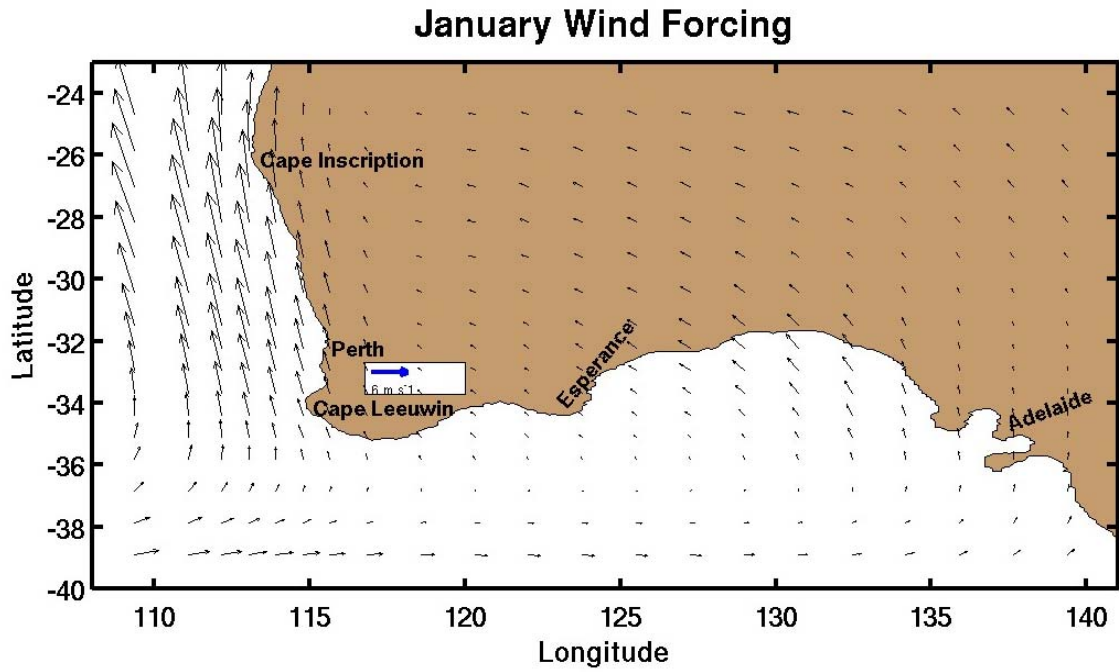 January Wind Forcing
-24
-26
-28
-30
-32
-34
-36
-38
-40
Latitude
Cape Inscription
Perth
6 m s-1
Cape Leeuwin
Esperance
Adelaide
110
115
120
125
130
135
140
Longitude